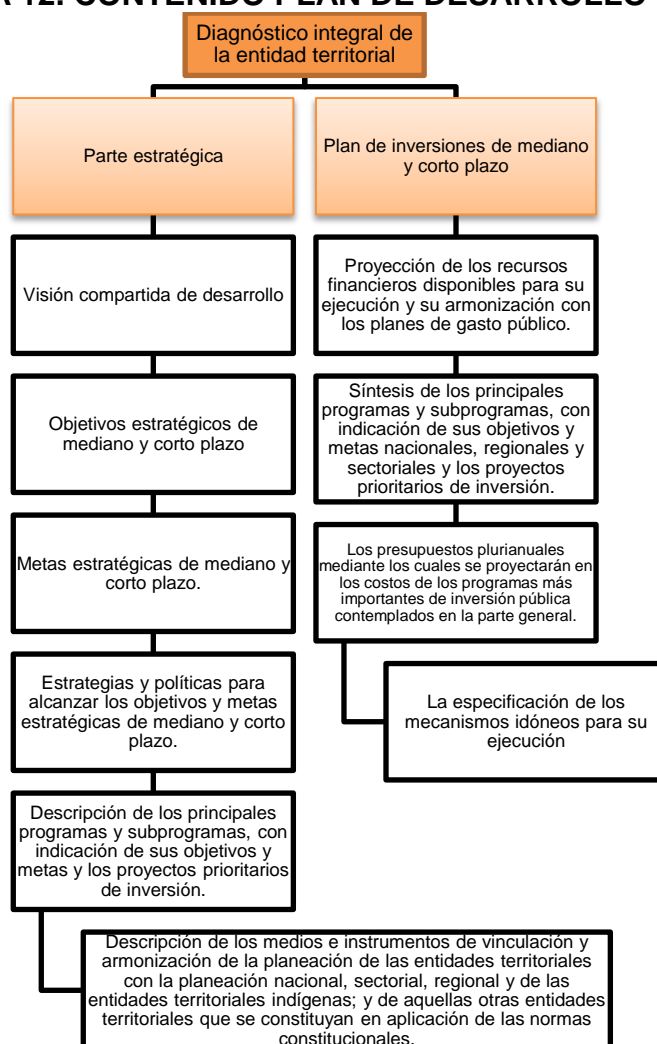 A 12. CONTENIDO PLAN DE DESARROLLO
Diagnóstico integral de
la entidad territorial
Parte estratégica
Plan de inversiones de mediano
y corto plazo
Visión compartida de desarrollo
Proyección de los recursos
financieros disponibles para su
ejecución y su armonización con
los planes de gasto público.
Objetivos estratégicos de
mediano y corto plazo
Síntesis de los principales
programas y subprogramas, con
indicación de sus objetivos y
metas nacionales, regionales y
sectoriales y los proyectos
prioritarios de inversión.
Metas estratégicas de mediano y
corto plazo.
Los presupuestos plurianuales
mediante los cuales se proyectarán en
los costos de los programas más
importantes de inversión pública
contemplados en la parte general.
Estrategias y políticas para
alcanzar los objetivos y metas
estratégicas de mediano y corto
plazo.
La especificación de los
mecanismos idóneos para su
ejecución
Descripción de los principales
programas y subprogramas, con
indicación de sus objetivos y
metas y los proyectos prioritarios
de inversión.
Descripción de los medios e instrumentos de vinculación y
armonización de la planeación de las entidades territoriales
con la planeación nacional, sectorial, regional y de las
entidades territoriales indígenas; y de aquellas otras entidades
territoriales que se constituyan en aplicación de las normas
constitucionales.